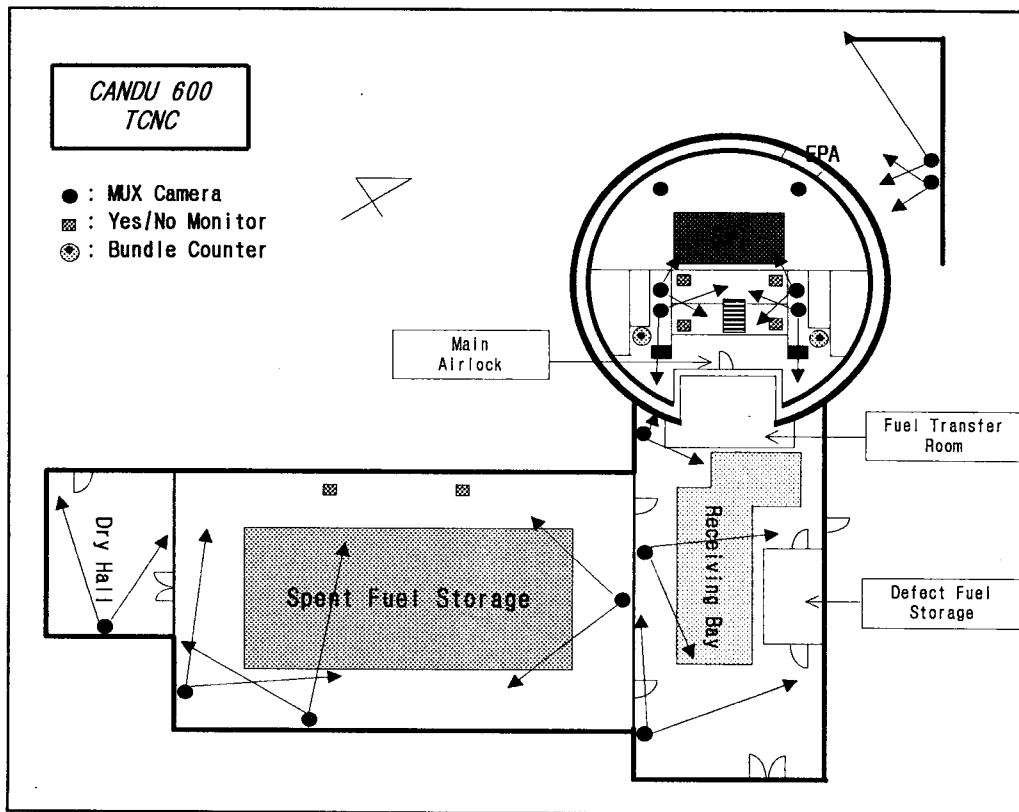 CANDU 600
TCNC
● : MUX Camera
: Yes/No Monitor
: Bundle Counter
EPA
Main
Airlock
Fuel Transfer
Room
Dry Hall
Spent Fuel Storage
Receiving Bay
Defect Fuel
Storage